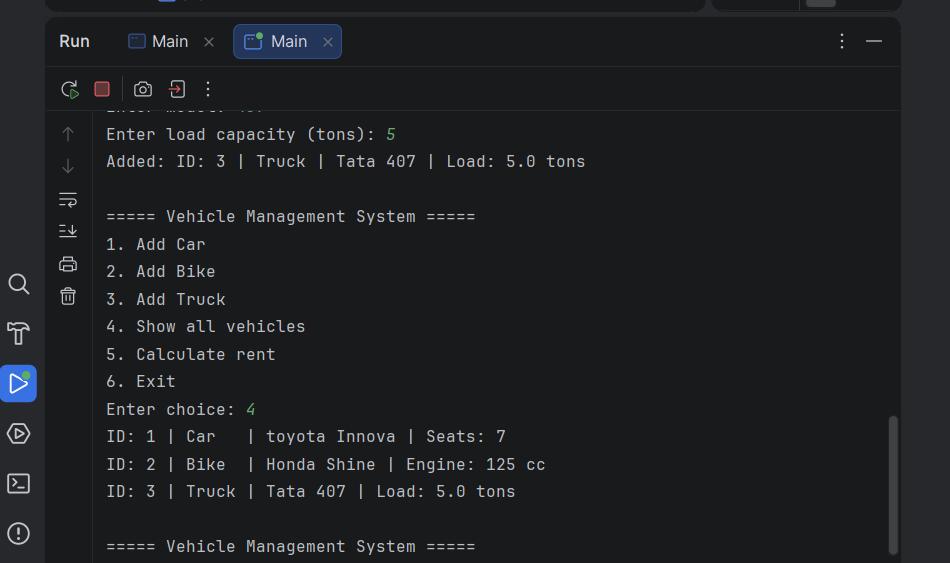 Run Main Main
Enter load capacity (tons): 5
Added: ID: 3 | Truck | Tata 407 | Load: 5.0 tons
===== Vehicle Management System =====
1. Add Car
2. Add Bike
3. Add Truck
4. Show all vehicles
5. Calculate rent
6. Exit
Enter choice: 4
ID: 1 | Car   | toyota Innova | Seats: 7
ID: 2 | Bike  | Honda Shine | Engine: 125 cc
ID: 3 | Truck | Tata 407 | Load: 5.0 tons
===== Vehicle Management System =====